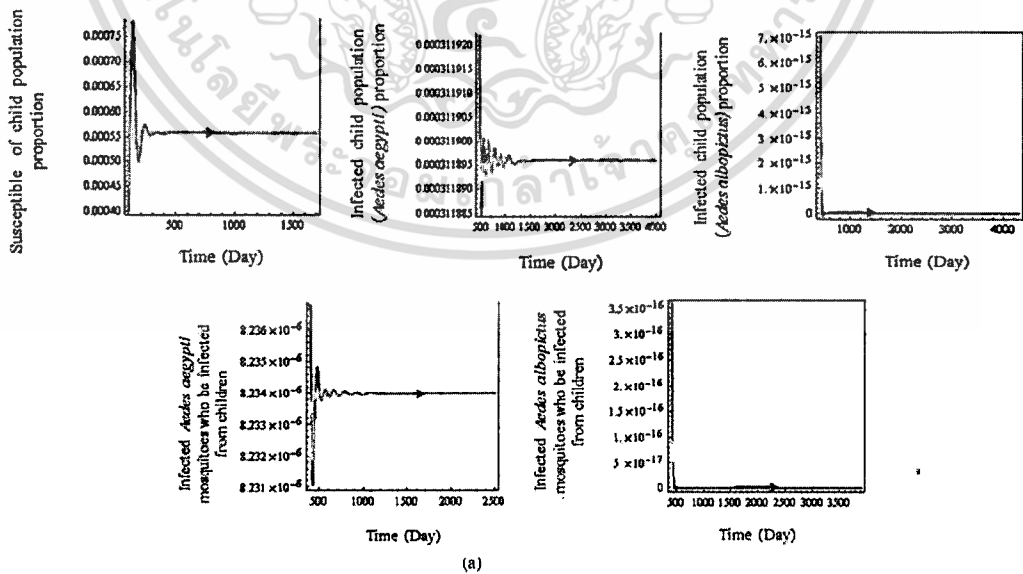 Susceptible of child population
proportion
0.00075
0.00070
0.00065
0.00060
0.00055
0.00050
0.00045
0.00040
500
1000
1500
Time (Day)
Infected child population
(Aedes aegypti) proportion
0.000311920
0.000311915
0.000311910
0.000311905
0.000311900
0.000311895
0.000311890
0.000311885
500 1000 1500 2000 2500 3000 3500 4000
Time (Day)
Infected child population
(Aedes albopictus) proportion
7.×10⁻¹⁵
6.×10⁻¹⁵
5.×10⁻¹⁵
4.×10⁻¹⁵
3.×10⁻¹⁵
2.×10⁻¹⁵
1.×10⁻¹⁵
0
1000 2000 3000 4000
Time (Day)
Infected Aedes aegypti
mosquitoes who be infected
from children
8.236×10⁻⁶
8.235×10⁻⁶
8.234×10⁻⁶
8.233×10⁻⁶
8.232×10⁻⁶
8.231×10⁻⁶
500 1000 1500 2000 2500
Time (Day)
Infected Aedes albopictus
mosquitoes who be infected
from children
3.5×10⁻¹⁶
3.×10⁻¹⁶
2.5×10⁻¹⁶
2.×10⁻¹⁶
1.5×10⁻¹⁶
1.×10⁻¹⁶
5×10⁻¹⁷
0
500 1000 1500 2000 2500 3000 3500
Time (Day)
(a)